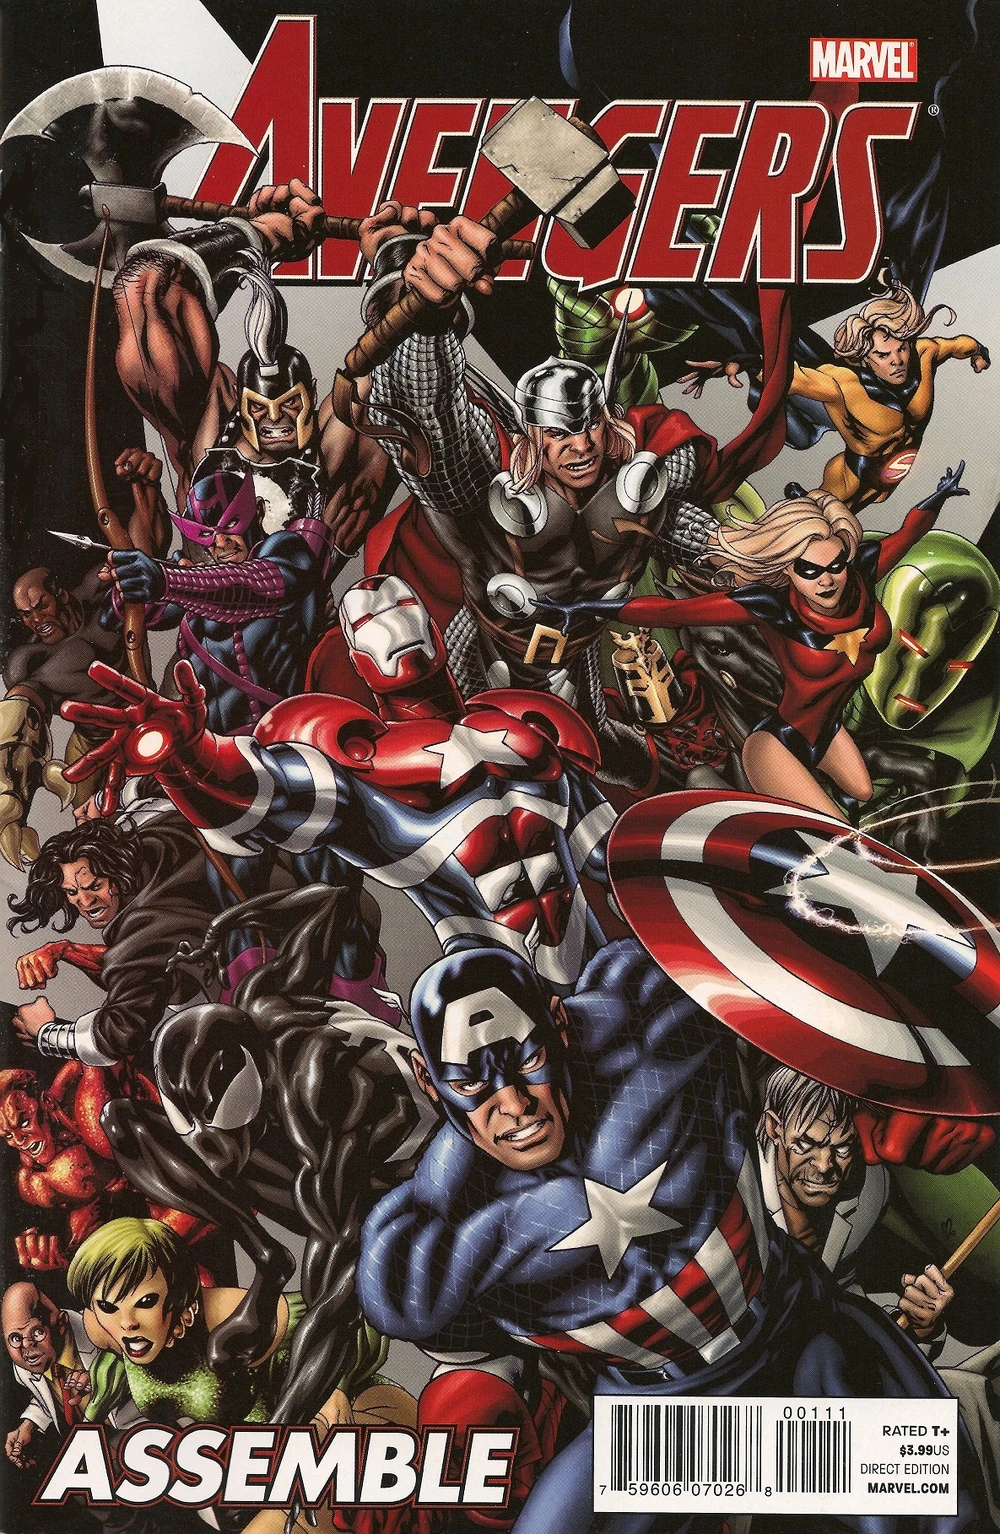 MARVEL
AVENGERS®
S
A
ASSEMBLE
00111
7 59606 07026 8
RATED T+
$3.99US
DIRECT EDITION
MARVEL.COM